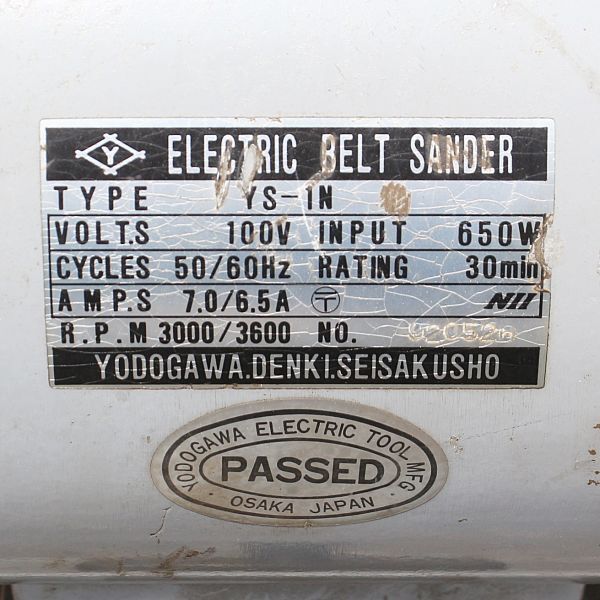 Y ELECTRIC BELT SANDER
TYPE YS-1N
VOLT.S 100V INPUT 650W
CYCLES 50/60Hz RATING 30min
A M P.S 7.0/6.5A 〒
R.P.M 3000/3600 NO.
YODOGAWA.DENKI.SEISAKUSHO
YODOGAWA ELECTRIC TOOL MFG.
PASSED
OSAKA JAPAN